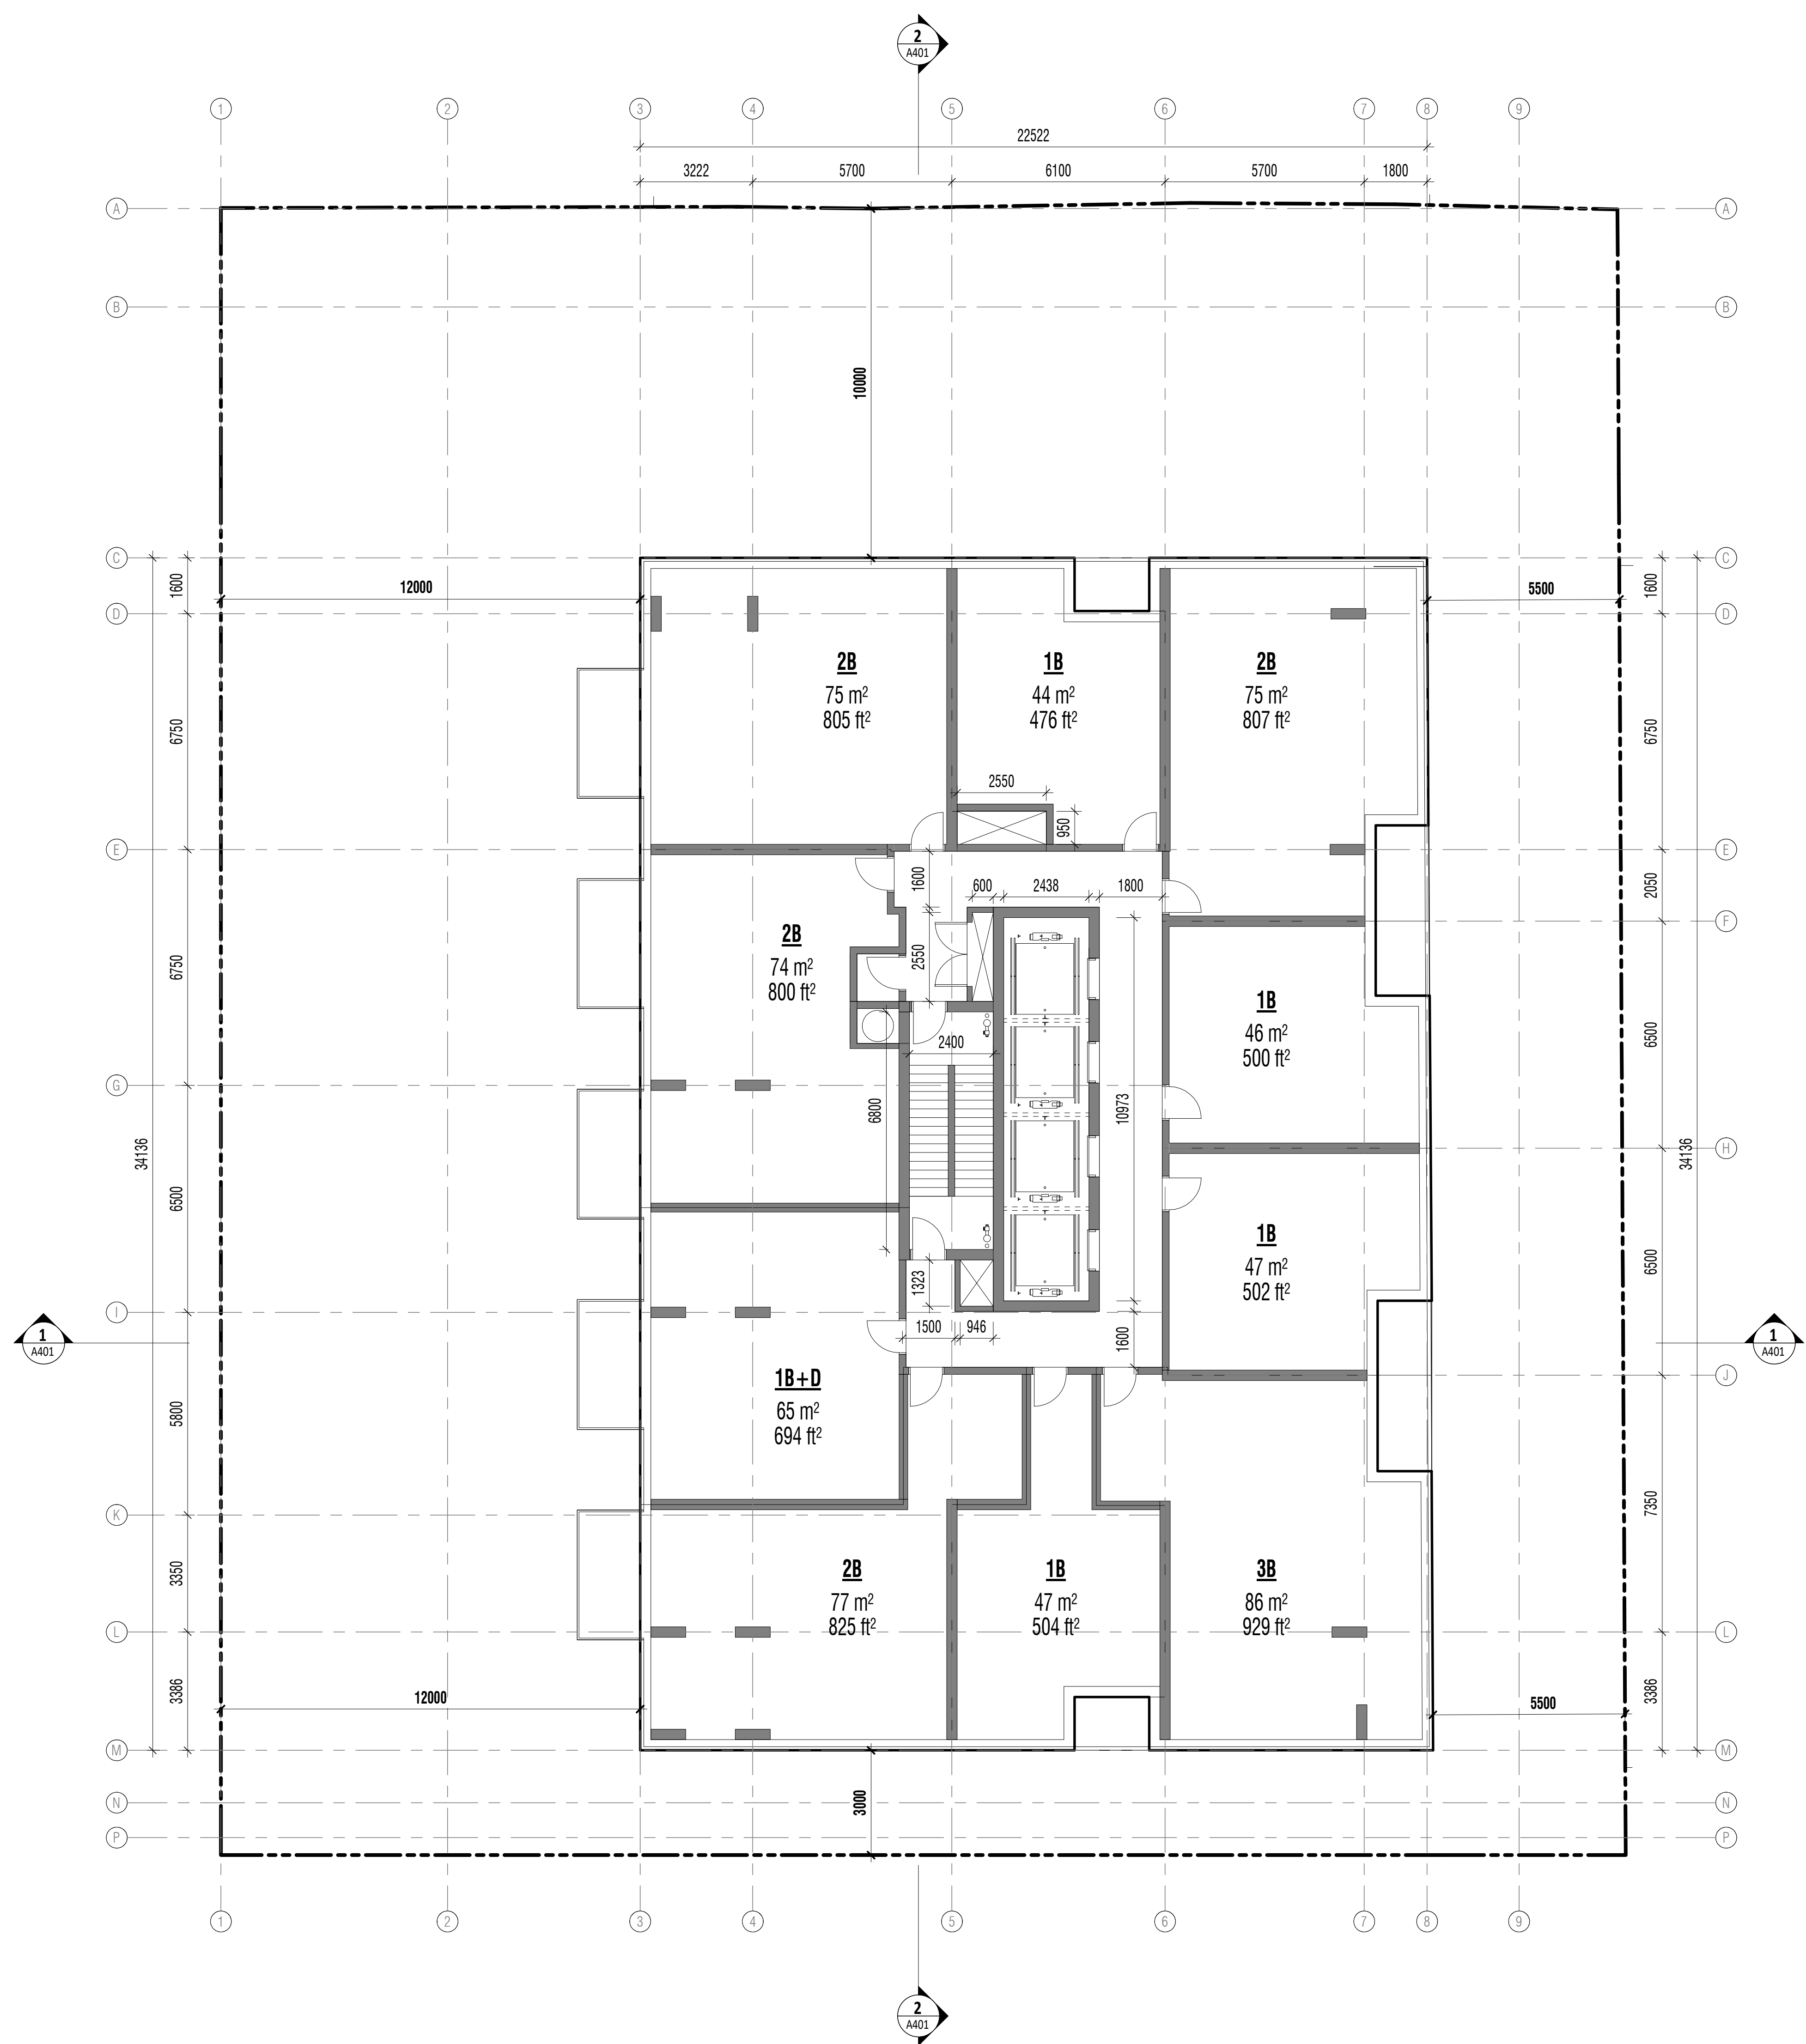 2
A401
1 2 3 4 5 6 7 8 9
22522
3222 5700 6100 5700 1800
A A
B B
10000
C C
1600 12000 5500 1600
D D
2B 1B 2B
75 m² 44 m² 75 m²
805 ft² 476 ft² 807 ft²
6750 6750
2550
950
E E
1600 600 2438 1800 2050
F F
2B
74 m²
800 ft²
6750 2550
1B
46 m²
500 ft²
6500
2400
G
6800 10973
34136 34136
H
6500
1B
47 m²
502 ft²
6500
1323
I
1500 946 1600
1
A401
1
A401
J
1B+D
65 m²
694 ft²
5800
7350
K
3350
2B 1B 3B
77 m² 47 m² 86 m²
825 ft² 504 ft² 929 ft²
L L
3386 12000 5500 3386
M M
3000
N N
P P
1 2 3 4 5 6 7 8 9
2
A401